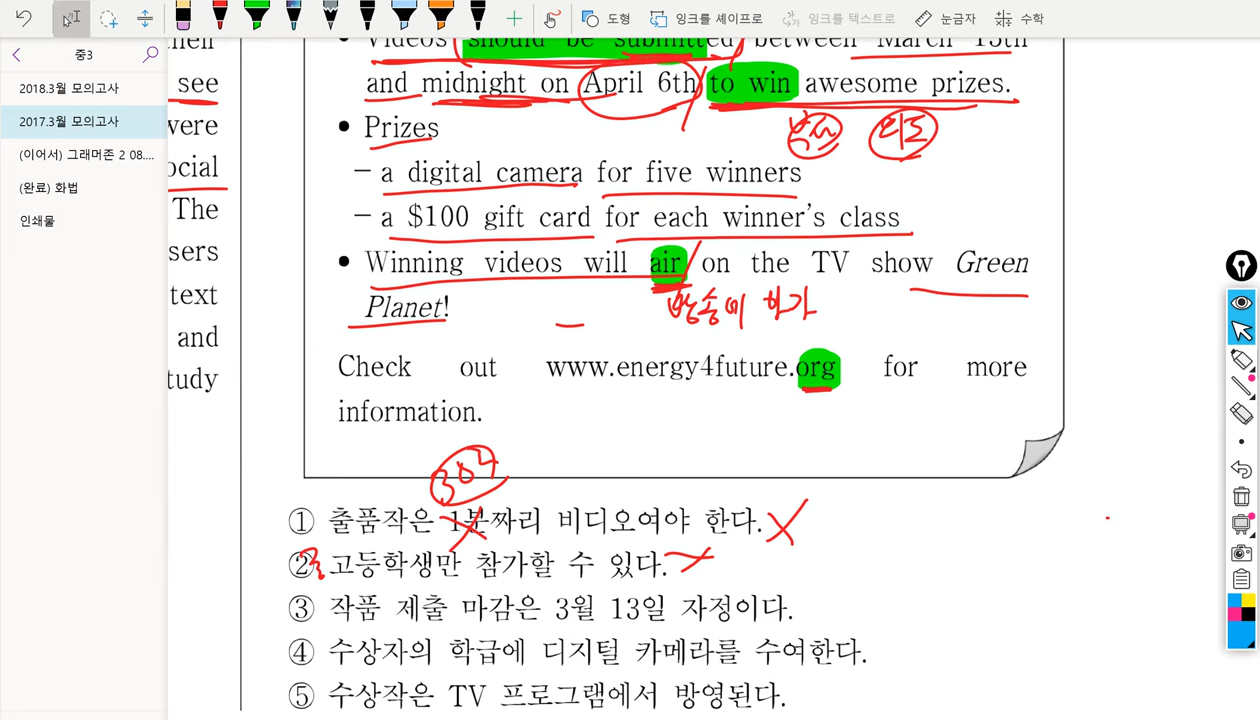 도형
잉크를 셰이프로
잉크를 텍스트로
눈금자
수학
중3
2018.3월 모의고사
2017.3월 모의고사
(이어서) 그래머존 2 08....
(완료) 화법
인쇄물
see
were
ocial
The
sers
text
and
tudy
• Videos should be submitted between March 13th
and midnight on April 6th to win awesome prizes.
목적 의도
• Prizes
– a digital camera for five winners
– a $100 gift card for each winner's class
• Winning videos will air on the TV show Green
Planet!
방송에 나가
Check out www.energy4future.org for more
information.
30초
① 출품작은 1분짜리 비디오여야 한다.
② 고등학생만 참가할 수 있다.
③ 작품 제출 마감은 3월 13일 자정이다.
④ 수상자의 학급에 디지털 카메라를 수여한다.
⑤ 수상작은 TV 프로그램에서 방영된다.